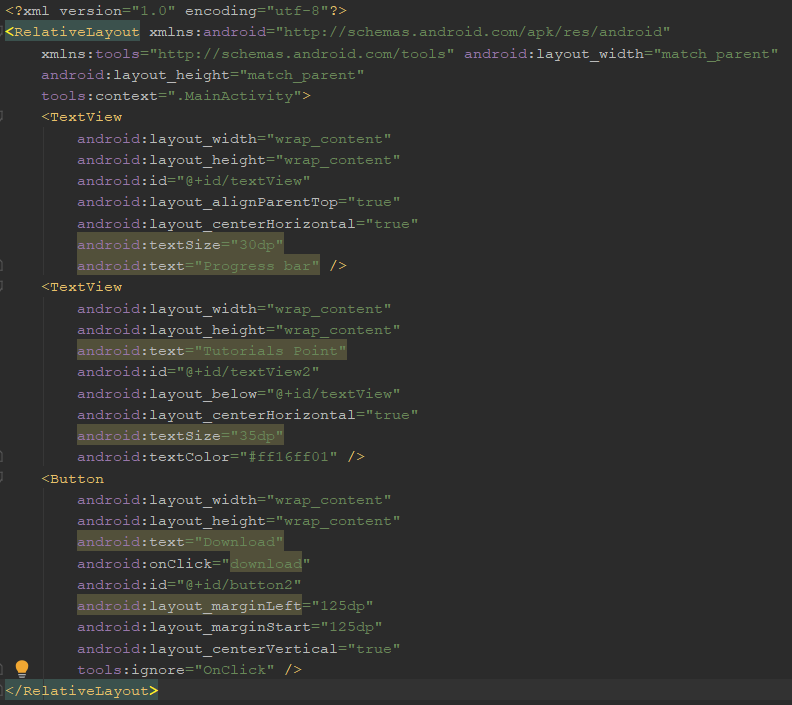 <?xml version="1.0" encoding="utf-8"?>
<RelativeLayout xmlns:android="http://schemas.android.com/apk/res/android"
    xmlns:tools="http://schemas.android.com/tools" android:layout_width="match_parent"
    android:layout_height="match_parent"
    tools:context=".MainActivity">
    <TextView
        android:layout_width="wrap_content"
        android:layout_height="wrap_content"
        android:id="@+id/textView"
        android:layout_alignParentTop="true"
        android:layout_centerHorizontal="true"
        android:textSize="30dp"
        android:text="Progress bar" />
    <TextView
        android:layout_width="wrap_content"
        android:layout_height="wrap_content"
        android:text="Tutorials Point"
        android:id="@+id/textView2"
        android:layout_below="@+id/textView"
        android:layout_centerHorizontal="true"
        android:textSize="35dp"
        android:textColor="#ff16ff01" />
    <Button
        android:layout_width="wrap_content"
        android:layout_height="wrap_content"
        android:text="Download"
        android:onClick="download"
        android:id="@+id/button2"
        android:layout_marginLeft="125dp"
        android:layout_marginStart="125dp"
        android:layout_centerVertical="true"
        tools:ignore="OnClick" />
</RelativeLayout>